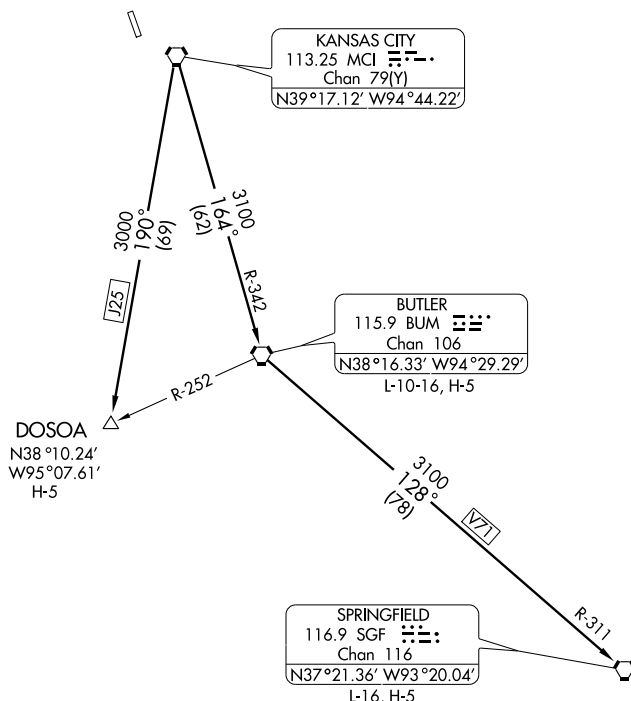 KANSAS CITY
113.25 MCI
Chan 79(Y)
N39°17.12' W94°44.22'
3000
190°
(69)
J25
3100
164°
(62)
R-342
BUTLER
115.9 BUM
Chan 106
N38°16.33' W94°29.29'
L-10-16, H-5
R-252
DOSOA
N38°10.24'
W95°07.61'
H-5
3100
128°
(78)
V71
R-311
SPRINGFIELD
116.9 SGF
Chan 116
N37°21.36' W93°20.04'
L-16, H-5